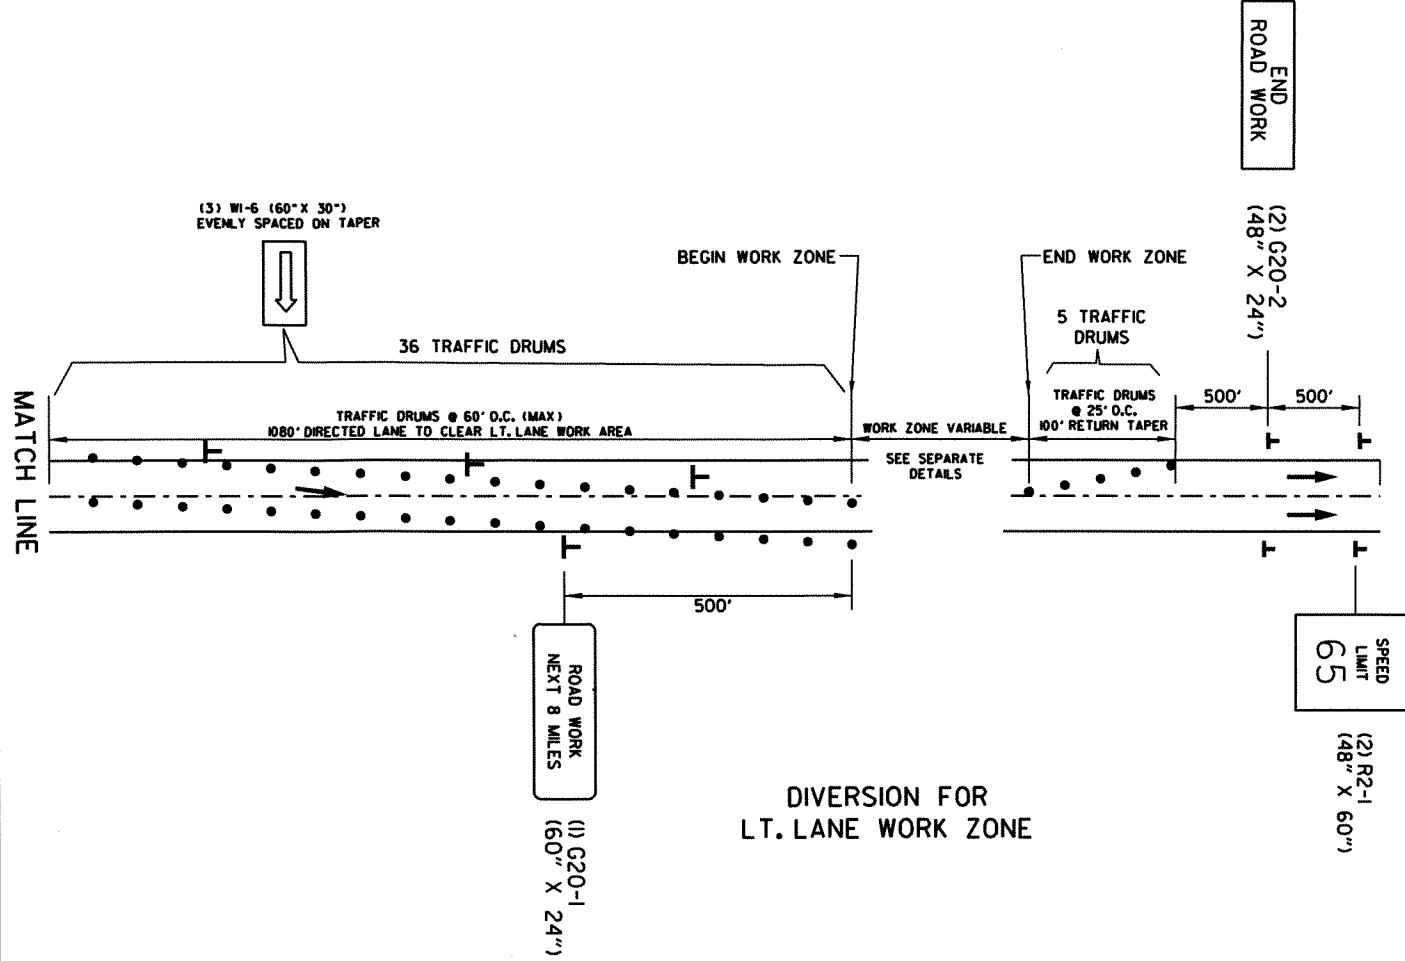 END
ROAD WORK
(2) G20-2
(48" X 24")
(3) W1-6 (60" X 30")
EVENLY SPACED ON TAPER
BEGIN WORK ZONE
END WORK ZONE
5 TRAFFIC
DRUMS
36 TRAFFIC DRUMS
MATCH LINE
TRAFFIC DRUMS @ 60' O.C. (MAX)
1080' DIRECTED LANE TO CLEAR LT. LANE WORK AREA
WORK ZONE VARIABLE
SEE SEPARATE
DETAILS
TRAFFIC DRUMS
@ 25' O.C.
100' RETURN TAPER
500'
500'
500'
ROAD WORK
NEXT 8 MILES
(1) G20-1
(60" X 24")
SPEED
LIMIT
65
(2) R2-1
(48" X 60")
DIVERSION FOR
LT. LANE WORK ZONE